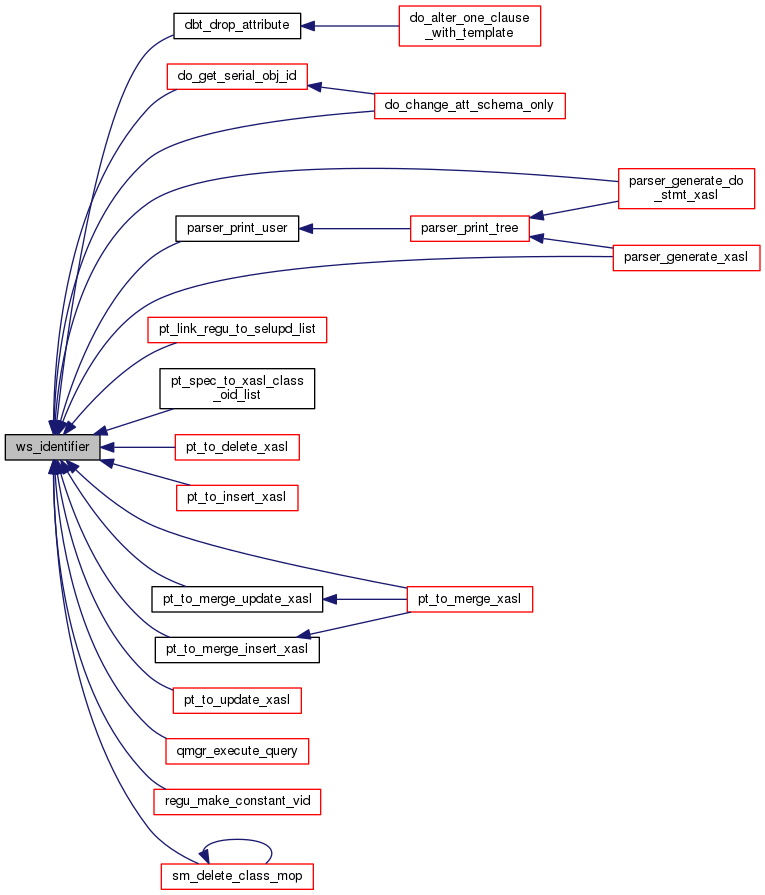 dbt_drop_attribute
do_alter_one_clause
_with_template
do_get_serial_obj_id
do_change_att_schema_only
parser_generate_do
_stmt_xasl
parser_print_user
parser_print_tree
parser_generate_xasl
pt_link_regu_to_selupd_list
pt_spec_to_xasl_class
_oid_list
ws_identifier
pt_to_delete_xasl
pt_to_insert_xasl
pt_to_merge_update_xasl
pt_to_merge_xasl
pt_to_merge_insert_xasl
pt_to_update_xasl
qmgr_execute_query
regu_make_constant_vid
sm_delete_class_mop